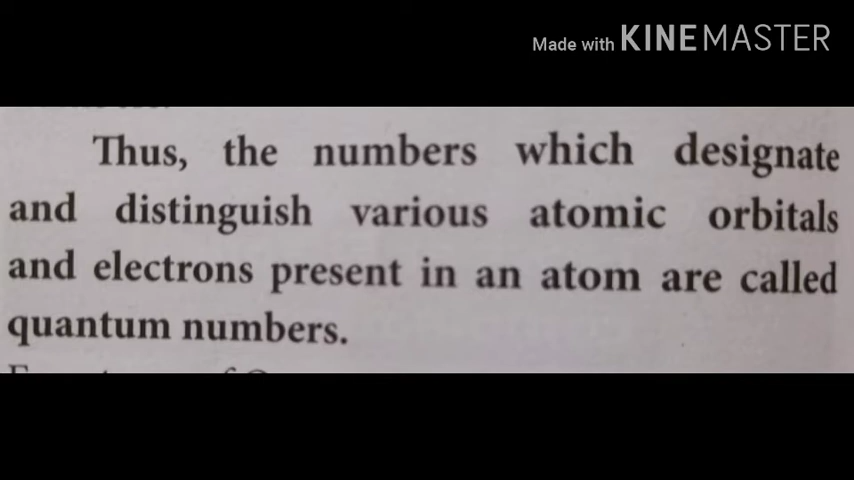 Made with KINEMASTER
Thus, the numbers which designate
and distinguish various atomic orbitals
and electrons present in an atom are called
quantum numbers.